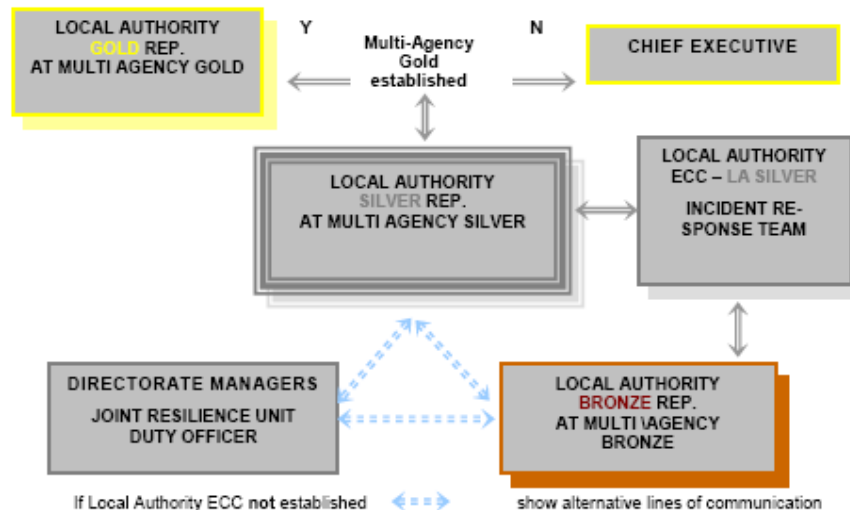 LOCAL AUTHORITY
GOLD REP.
AT MULTI AGENCY GOLD
Y
Multi-Agency
Gold
established
N
CHIEF EXECUTIVE
LOCAL AUTHORITY
SILVER REP.
AT MULTI AGENCY SILVER
LOCAL AUTHORITY
ECC – LA SILVER
INCIDENT RE-
SPONSE TEAM
DIRECTORATE MANAGERS
JOINT RESILIENCE UNIT
DUTY OFFICER
LOCAL AUTHORITY
BRONZE REP.
AT MULTI \AGENCY
BRONZE
If Local Authority ECC not established show alternative lines of communication